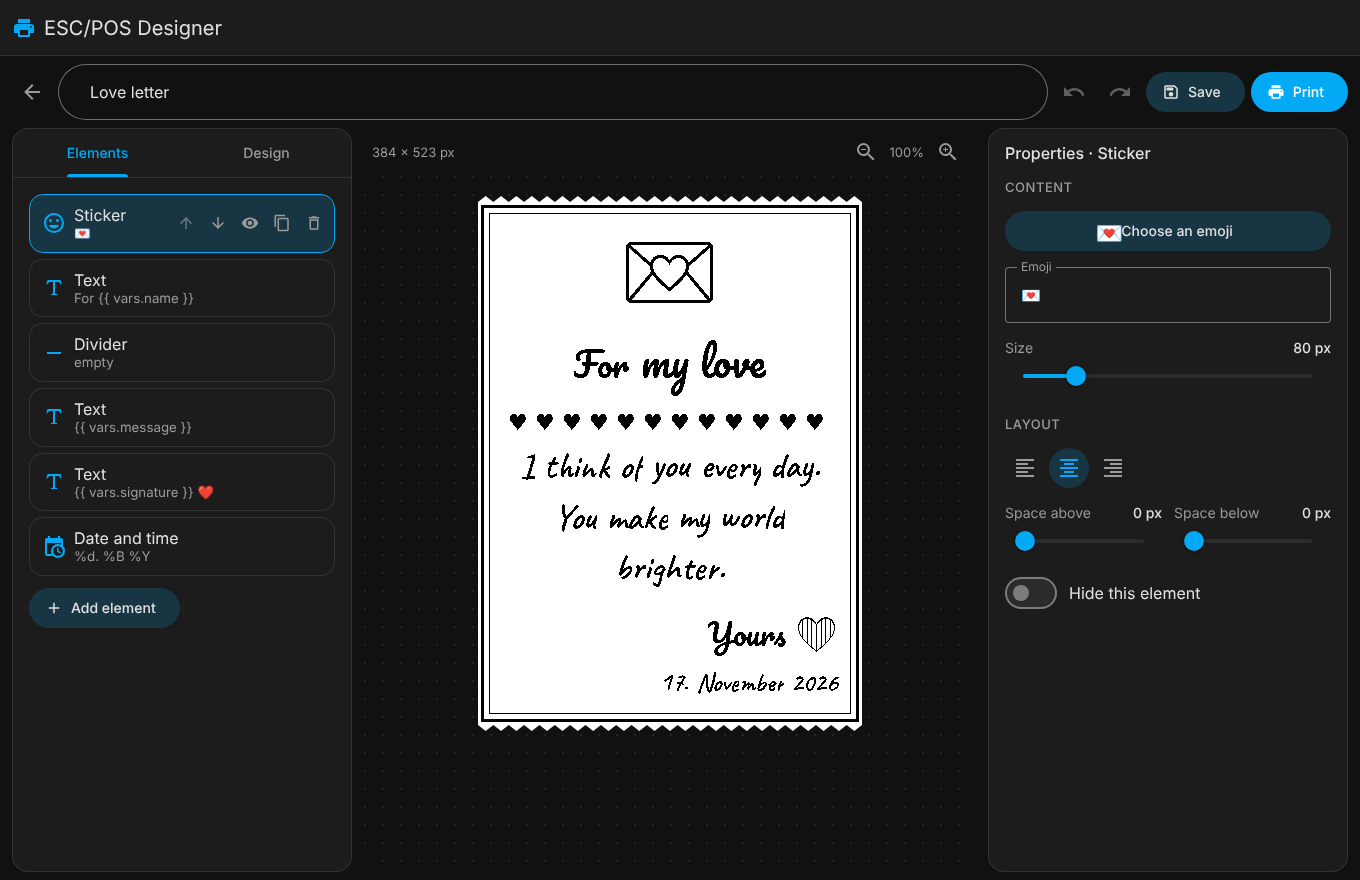 ESC/POS Designer
Love letter
Save
Print
Elements
Design
384 × 523 px
100%
Properties · Sticker
CONTENT
Choose an emoji
Emoji
Size
80 px
LAYOUT
Space above
0 px
Space below
0 px
Hide this element
Sticker
Text
For {{ vars.name }}
Divider
empty
Text
{{ vars.message }}
Text
{{ vars.signature }} ❤️
Date and time
%d. %B %Y
+ Add element
For my love
I think of you every day.
You make my world
brighter.
Yours
17. November 2026